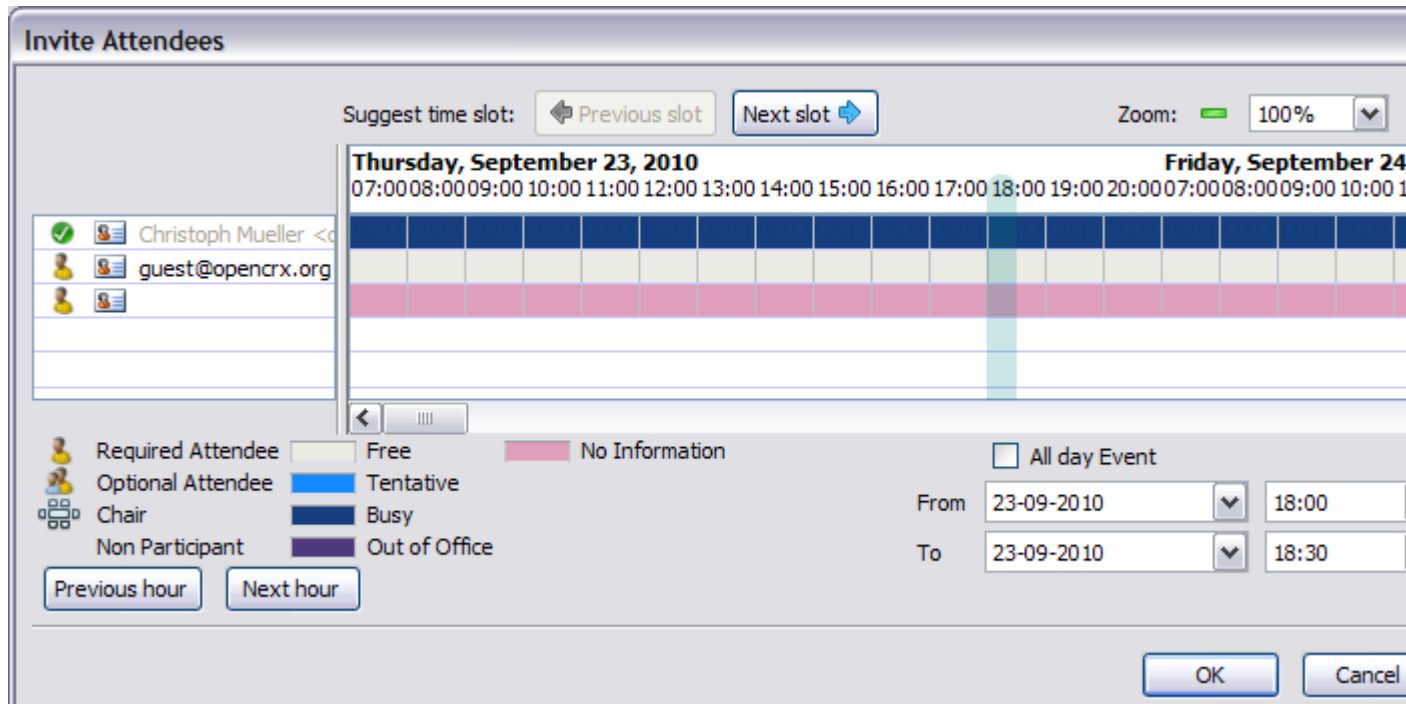 Invite Attendees
Suggest time slot: Previous slot Next slot Zoom: 100%
Thursday, September 23, 2010 Friday, September 24
07:00 08:00 09:00 10:00 11:00 12:00 13:00 14:00 15:00 16:00 17:00 18:00 19:00 20:00 07:00 08:00 09:00 10:00 1
Christoph Mueller <c
guest@opencrx.org
Required Attendee Free No Information All day Event
Optional Attendee Tentative
From 23-09-2010 18:00
Chair Busy
Non Participant Out of Office
To 23-09-2010 18:30
Previous hour Next hour
OK Cancel